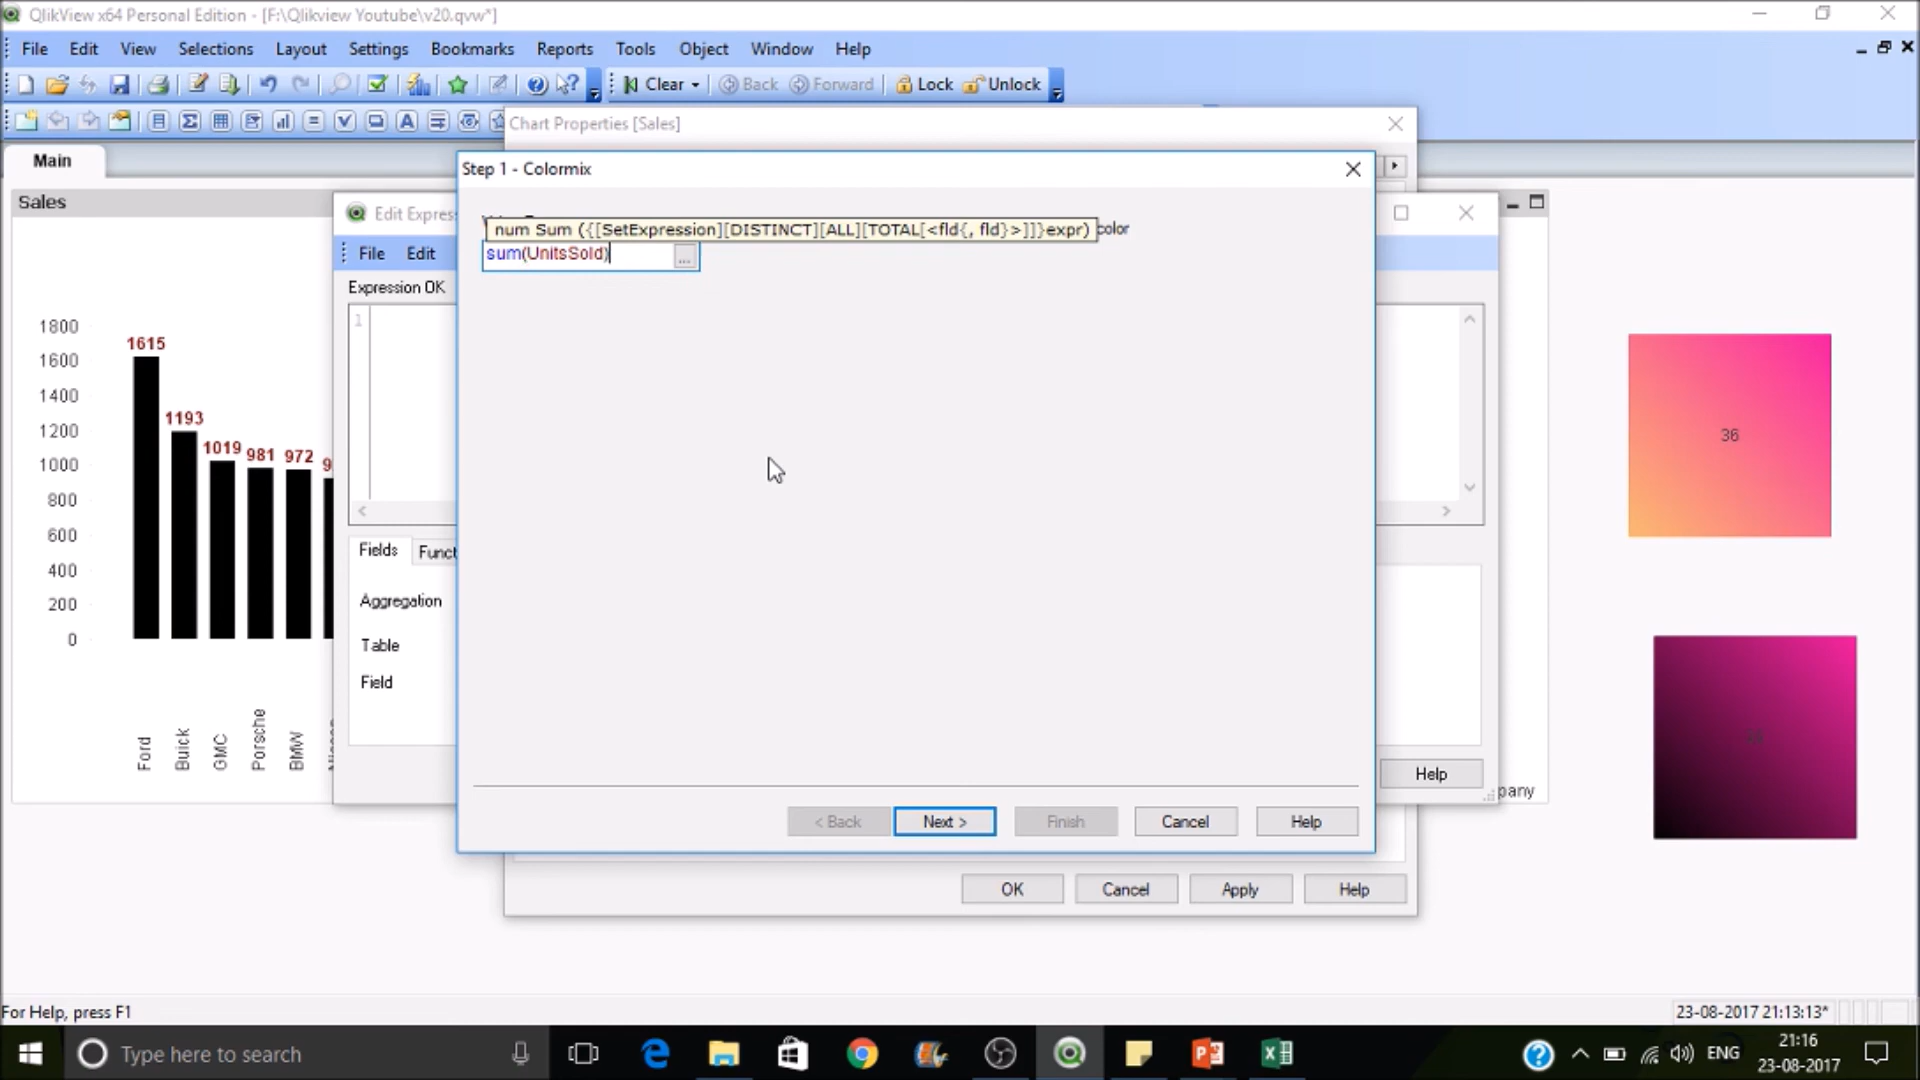 QlikView x64 Personal Edition - [F:\Qlikview Youtube\v20.qvw*]
File Edit View Selections Layout Settings Bookmarks Reports Tools Object Window Help
Clear Back Forward Lock Unlock
Chart Properties [Sales]
Main
Step 1 - Colormix
Sales
Edit Express
num Sum ({[SetExpression][DISTINCT][ALL][TOTAL[<fld{, fld}>]]}expr) color
File Edit
sum(UnitsSold)
...
Expression OK
1
1800
1600
1400
1200
1000
800
600
400
200
0
1615
1193
1019
981
972
9
Ford
Buick
GMC
Porsche
BMW
36
Fields Funct
Aggregation
Table
Field
Help
pany
< Back Next > Finish Cancel Help
OK Cancel Apply Help
For Help, press F1
23-08-2017 21:13:13*
Type here to search
ENG
21:16
23-08-2017